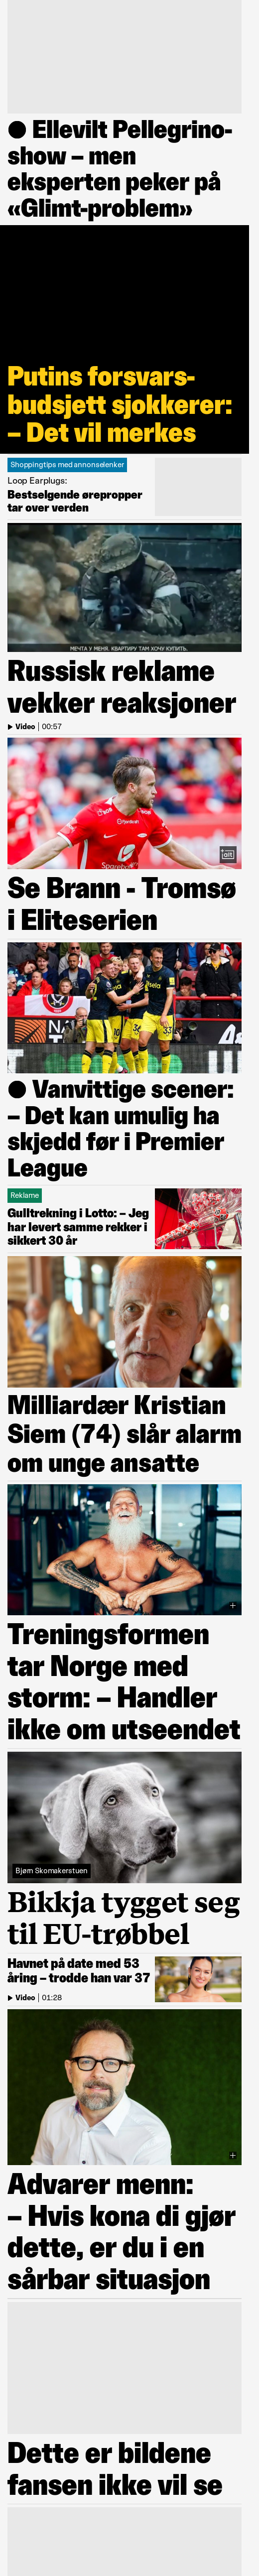 Ellevilt Pellegrino-
show – men
eksperten peker på
«Glimt-problem»
Putins forsvars-
budsjett sjokkerer:
– Det vil merkes
Shoppingtips med annonselenker
Loop Earplugs:
Bestselgende ørepropper
tar over verden
МЕЧТА У МЕНЯ. КВАРТИРУ ТАМ ХОЧУ КУПИТЬ.
Russisk reklame
vekker reaksjoner
Video | 00:57
Sparebanken
alt
Se Brann - Tromsø
i Eliteserien
Vanvittige scener:
– Det kan umulig ha
skjedd før i Premier
League
Reklame
Gulltrekning i Lotto: – Jeg
har levert samme rekker i
sikkert 30 år
Milliardær Kristian
Siem (74) slår alarm
om unge ansatte
Treningsformen
tar Norge med
storm: – Handler
ikke om utseendet
Bjørn Skomakerstuen
Bikkja tygget seg
til EU-trøbbel
Havnet på date med 53
åring – trodde han var 37
Video | 01:28
Advarer menn:
– Hvis kona di gjør
dette, er du i en
sårbar situasjon
Dette er bildene
fansen ikke vil se